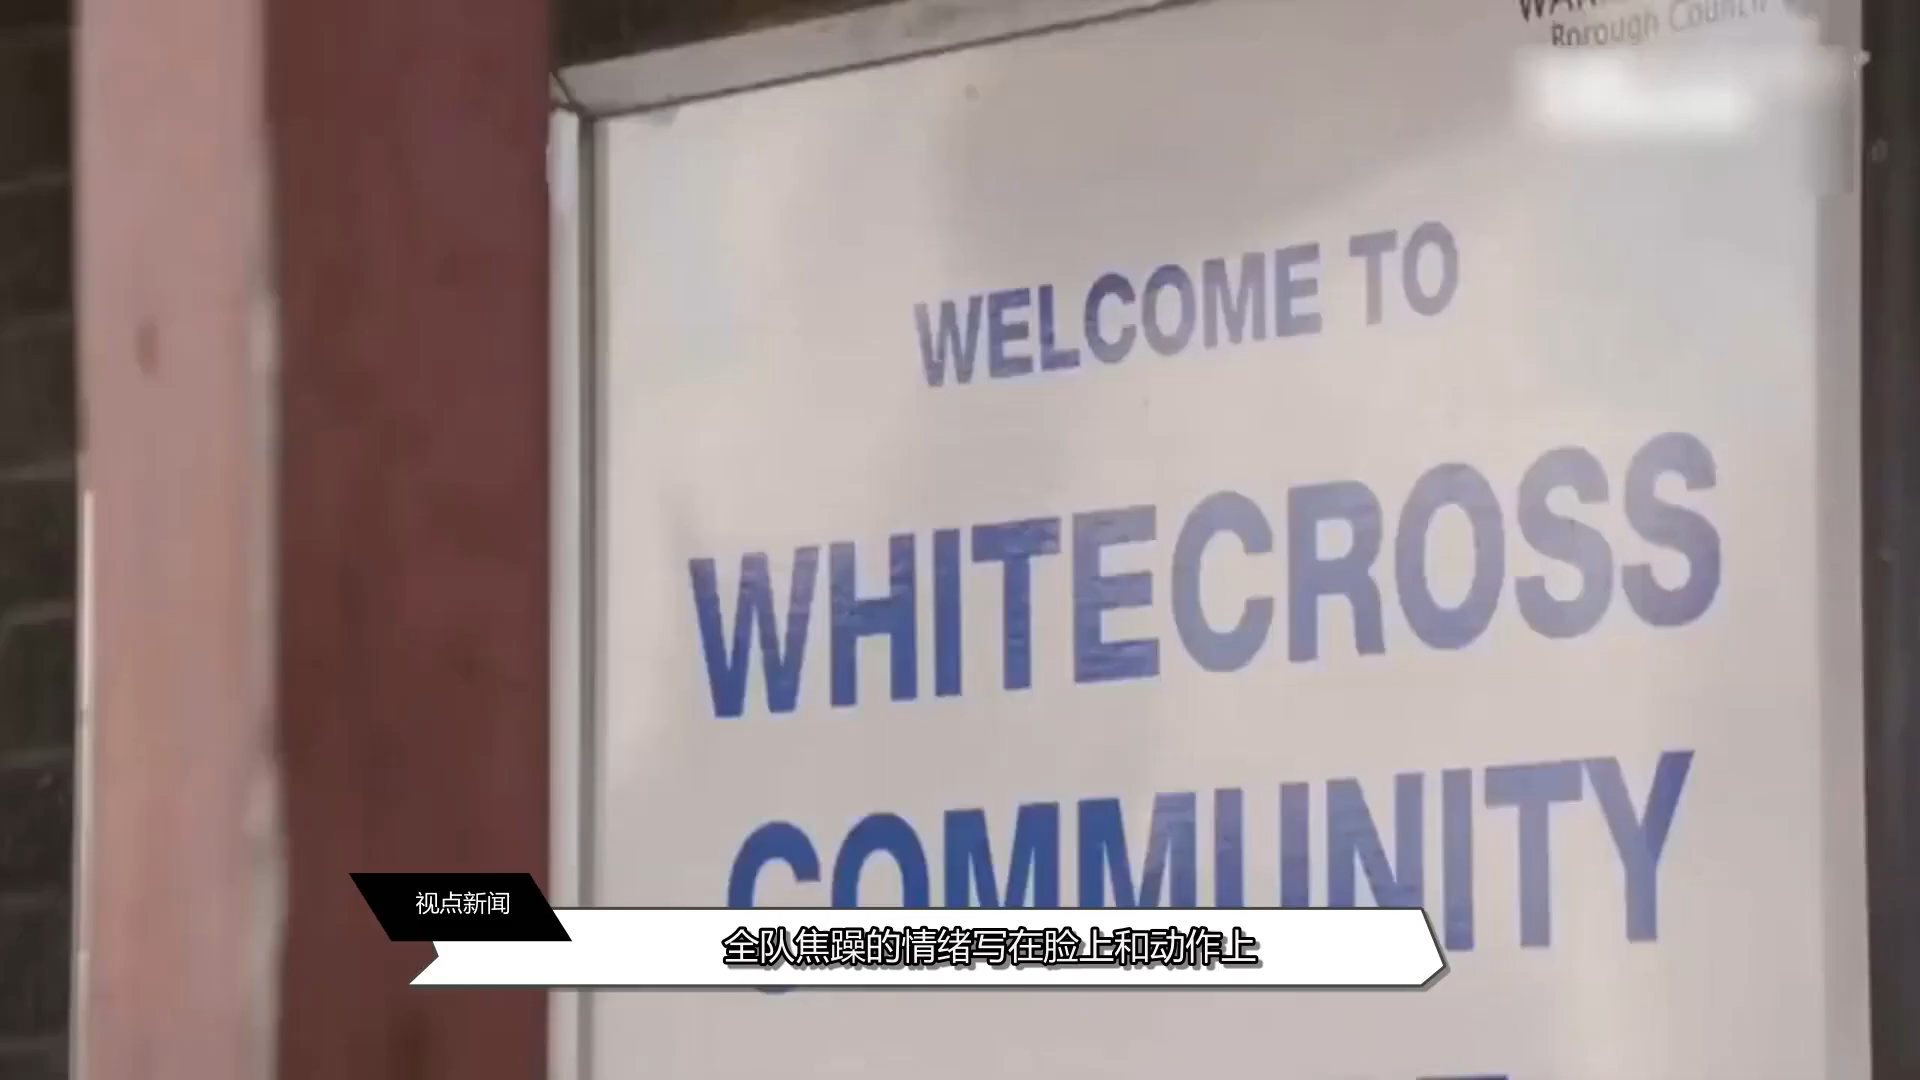 Borough Council
WELCOME TO
WHITECROSS
COMMUNITY
视点新闻
全队焦躁的情绪写在脸上和动作上